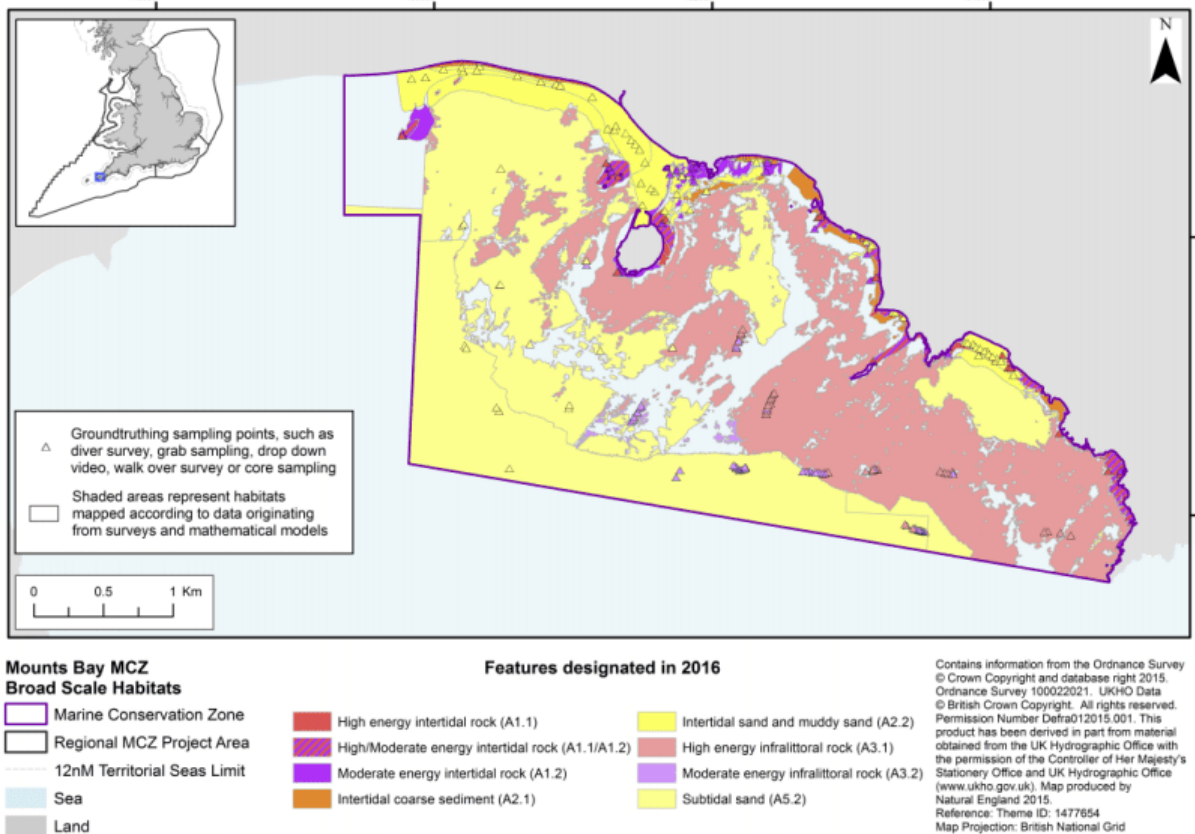 N
Groundtruthing sampling points, such as
diver survey, grab sampling, drop down
video, walk over survey or core sampling
Shaded areas represent habitats
mapped according to data originating
from surveys and mathematical models
0 0.5 1 Km
Mounts Bay MCZ
Broad Scale Habitats
Marine Conservation Zone
Regional MCZ Project Area
12nM Territorial Seas Limit
Sea
Land
Features designated in 2016
High energy intertidal rock (A1.1)
High/Moderate energy intertidal rock (A1.1/A1.2)
Moderate energy intertidal rock (A1.2)
Intertidal coarse sediment (A2.1)
Intertidal sand and muddy sand (A2.2)
High energy infralittoral rock (A3.1)
Moderate energy infralittoral rock (A3.2)
Subtidal sand (A5.2)
Contains information from the Ordnance Survey
© Crown Copyright and database right 2015.
Ordnance Survey 100022021. UKHO Data
© British Crown Copyright. All rights reserved.
Permission Number Defra012015.001. This
product has been derived in part from material
obtained from the UK Hydrographic Office with
the permission of the Controller of Her Majesty's
Stationery Office and UK Hydrographic Office
(www.ukho.gov.uk). Map produced by
Natural England 2015.
Reference: Theme ID: 1477654
Map Projection: British National Grid